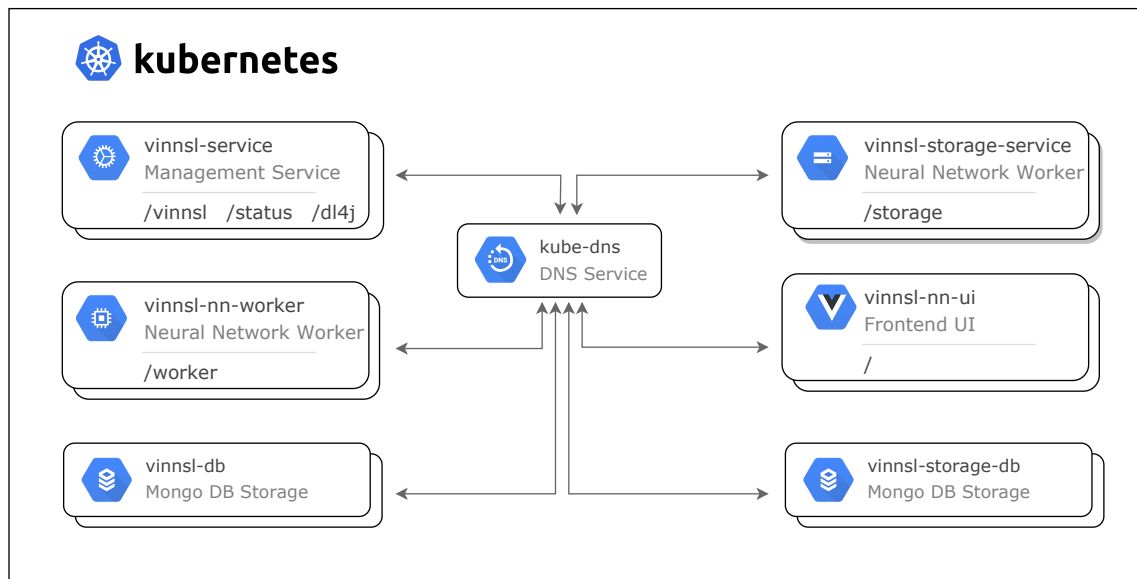 kubernetes
vinnsl-service
Management Service
/vinnsl /status /dl4j
vinnsl-storage-service
Neural Network Worker
/storage
kube-dns
DNS Service
DNS
vinnsl-nn-worker
Neural Network Worker
/worker
vinnsl-nn-ui
Frontend UI
/
vinnsl-db
Mongo DB Storage
vinnsl-storage-db
Mongo DB Storage